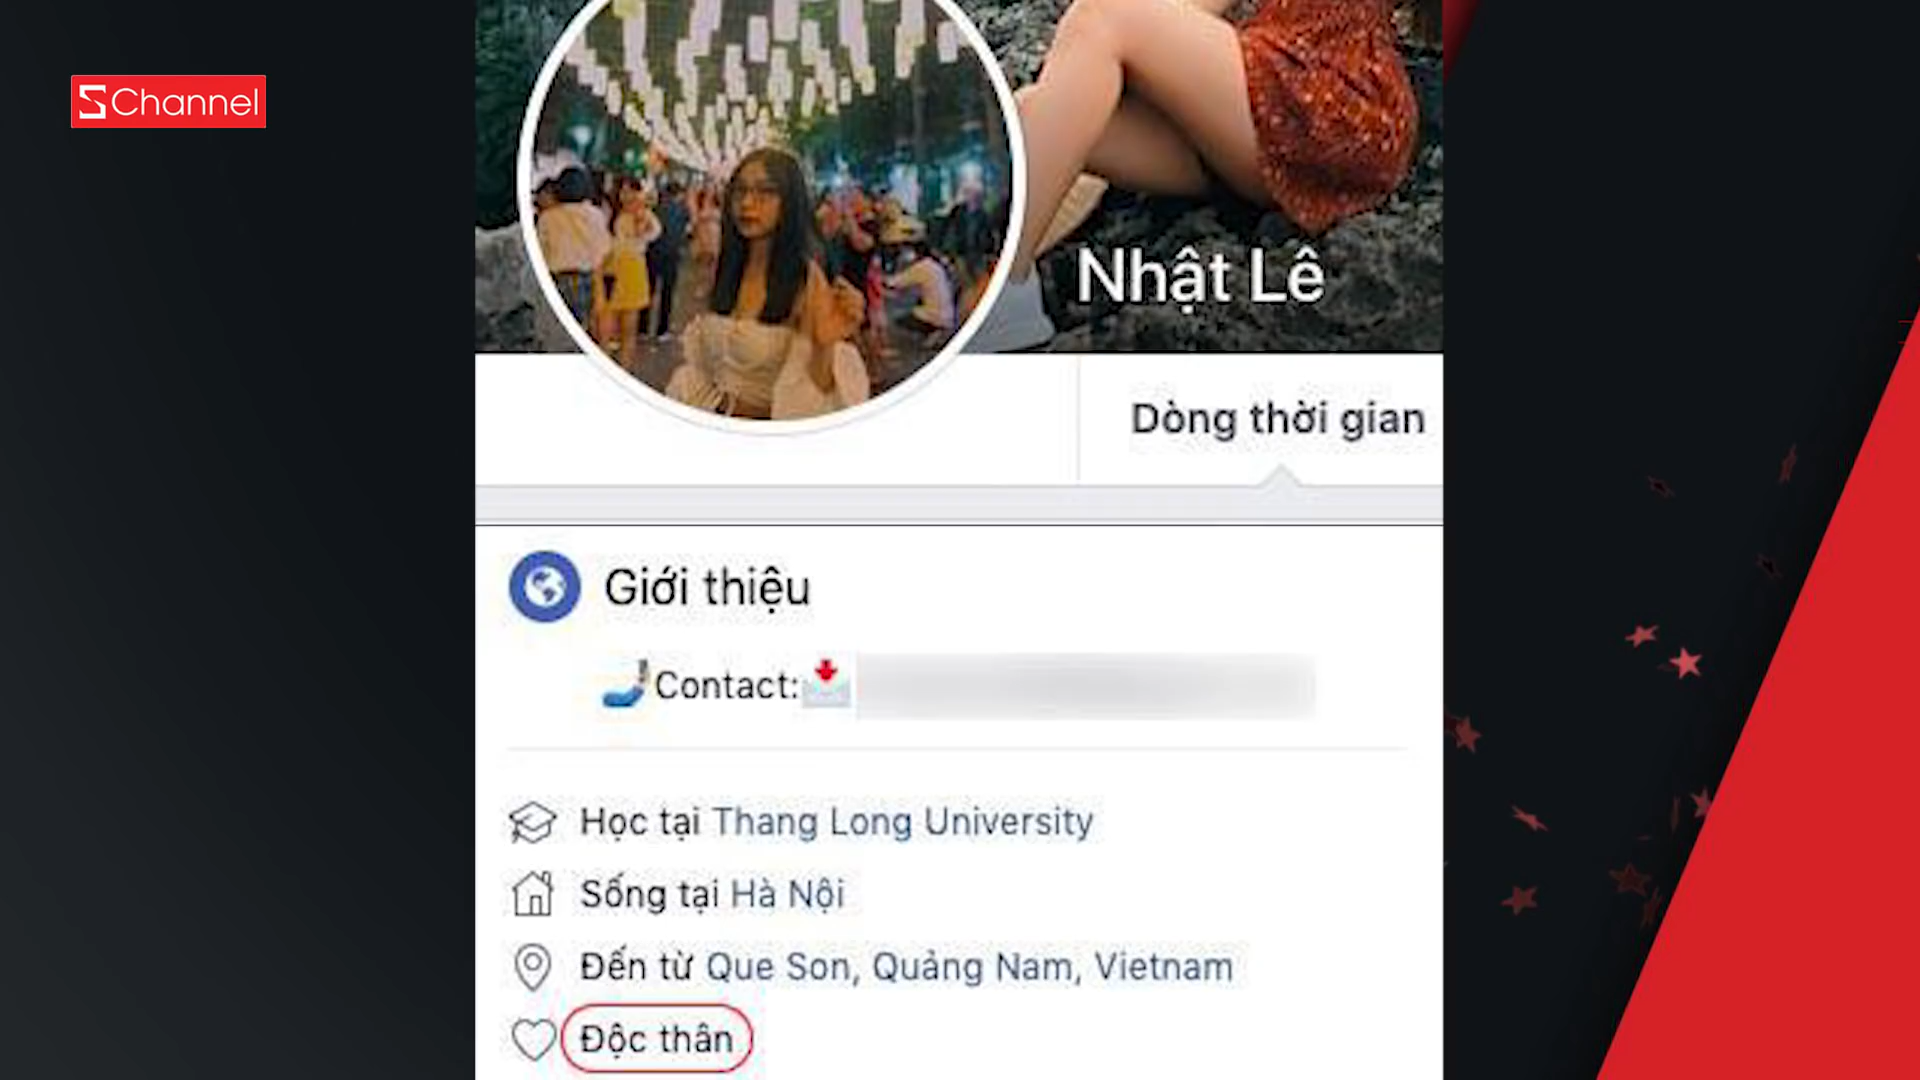 SChannel
Nhật Lê
Dòng thời gian
Giới thiệu
Contact:
Học tại Thang Long University
Sống tại Hà Nội
Đến từ Que Son, Quảng Nam, Vietnam
Độc thân